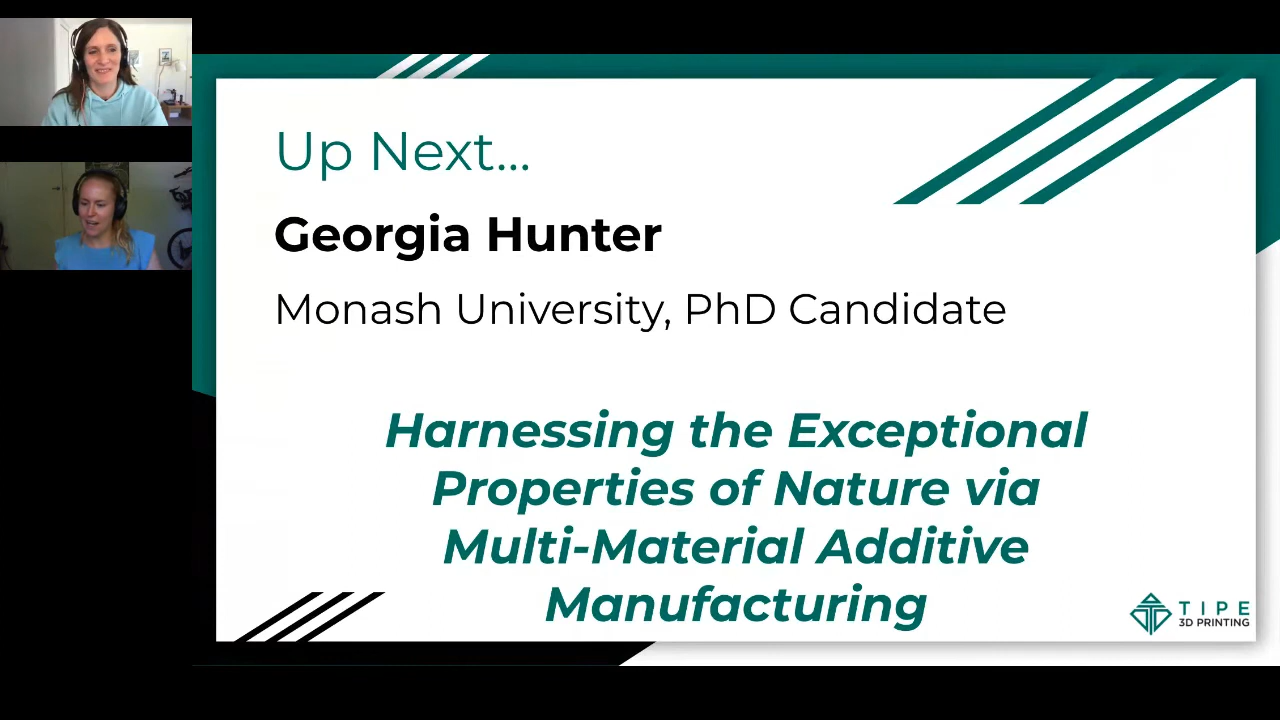 Up Next...
Georgia Hunter
Monash University, PhD Candidate
Harnessing the Exceptional
Properties of Nature via
Multi-Material Additive
Manufacturing
TIPE
3D PRINTING